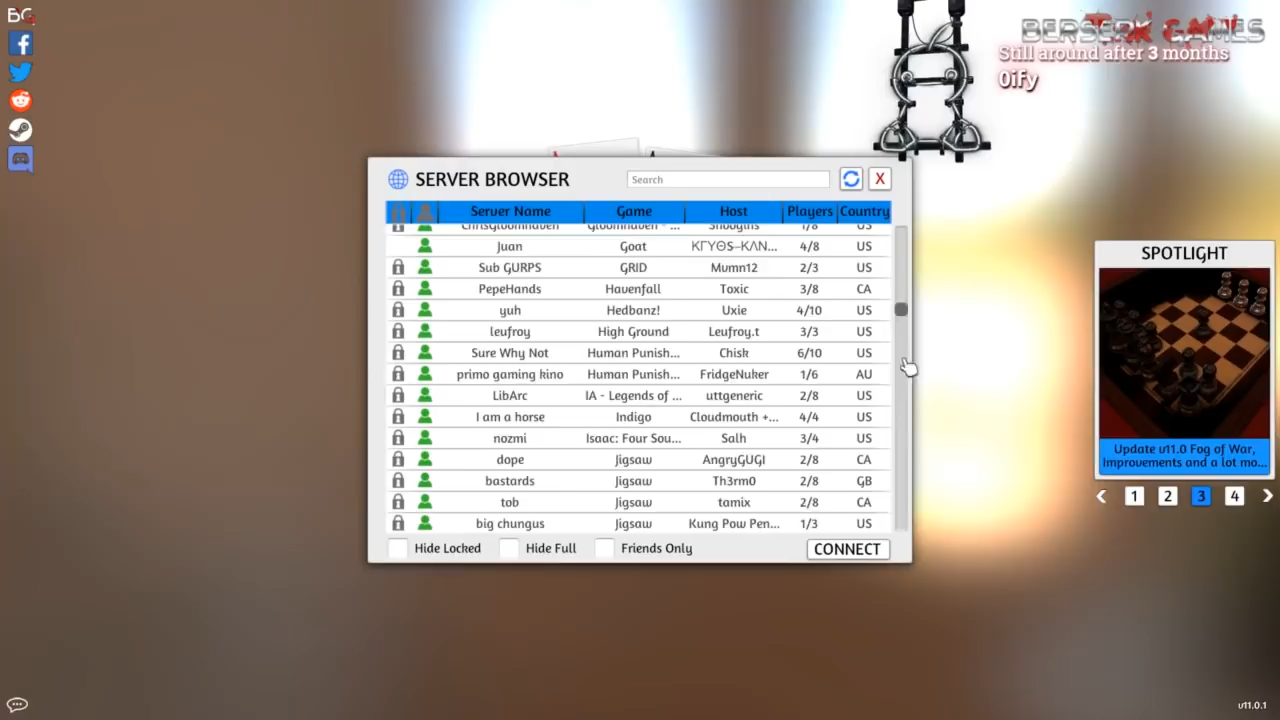 BG
BERSERK GAMES
Still around after 3 months
0ify
SERVER BROWSER
Search
Server Name Game Host Players Country
ChrisGloomhaven Gloomhaven - ... Shoogins 1/8 US
Juan Goat 4/8 US
Sub GURPS GRID Mvmn12 2/3 US
PepeHands Havenfall Toxic 3/8 CA
yuh Hedbanz! Uxie 4/10 US
leufroy High Ground Leufroy.t 3/3 US
Sure Why Not Human Punish... Chisk 6/10 US
primo gaming kino Human Punish... FridgeNuker 1/6 AU
LibArc IA - Legends of ... uttgeneric 2/8 US
I am a horse Indigo Cloudmouth +... 4/4 US
nozmi Isaac: Four Sou... Salh 3/4 US
dope Jigsaw AngryGUGI 2/8 CA
bastards Jigsaw Th3rm0 2/8 GB
tob Jigsaw tamix 2/8 CA
big chungus Jigsaw Kung Pow Pen... 1/3 US
Hide Locked Hide Full Friends Only CONNECT
SPOTLIGHT
Update v11.0 Fog of War,
Improvements and a lot mo...
< 1 2 3 4 >
v11.0.1